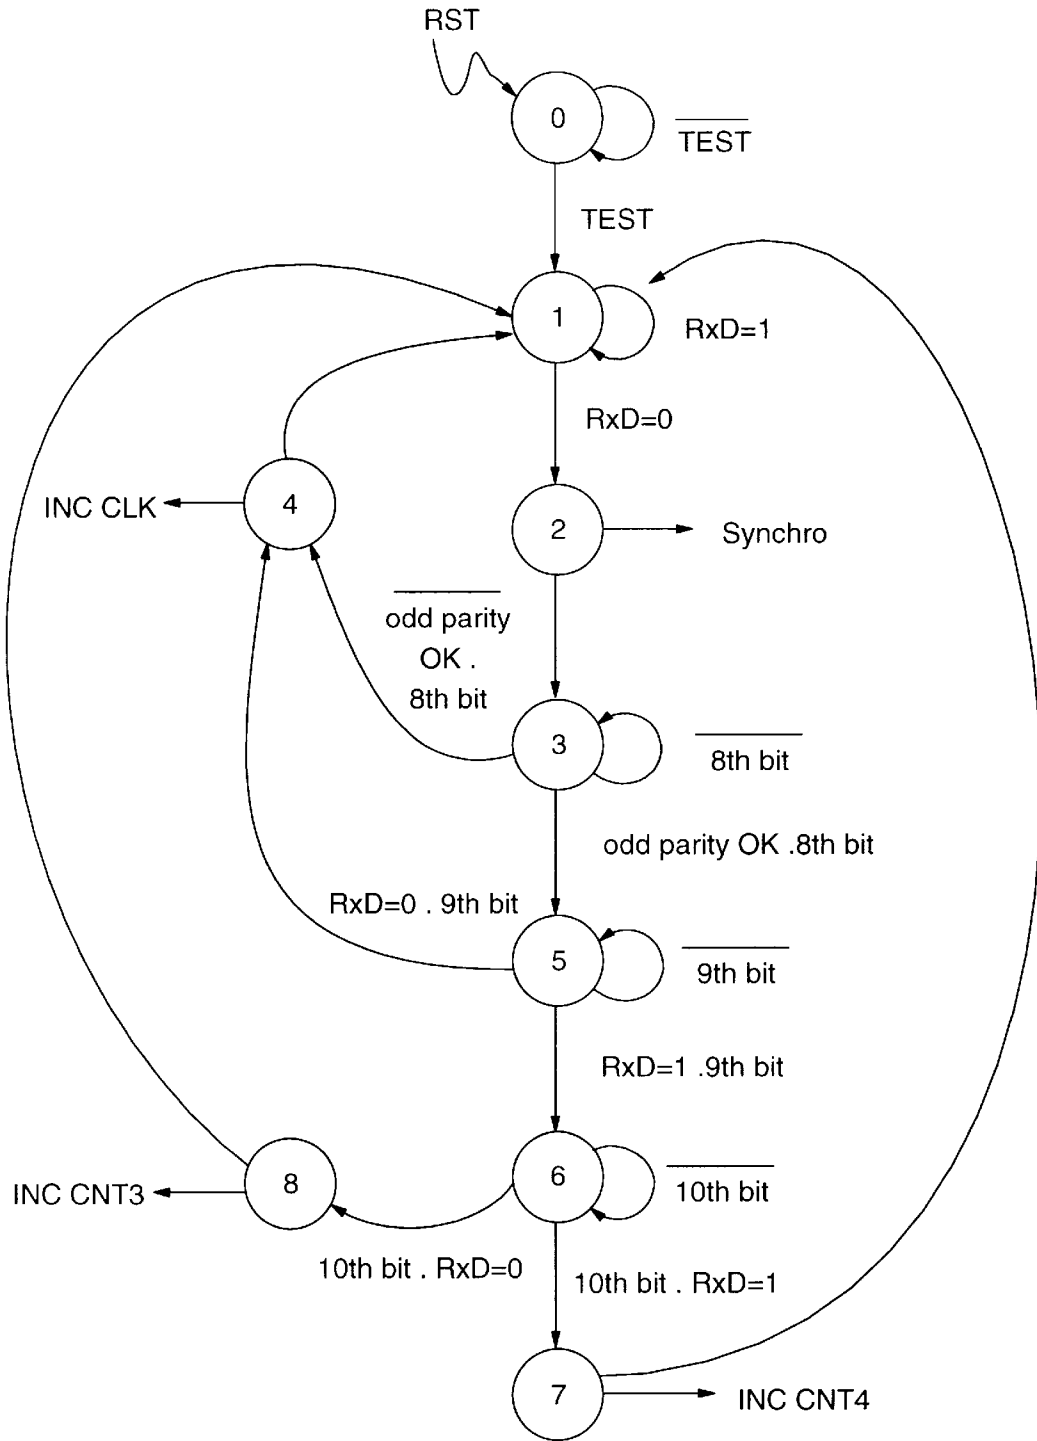 RST
0
TEST
TEST
1
RxD=1
RxD=0
INC CLK
4
2
Synchro
odd parity
OK .
8th bit
3
8th bit
odd parity OK .8th bit
RxD=0 . 9th bit
5
9th bit
RxD=1 .9th bit
6
10th bit
INC CNT3
8
10th bit . RxD=0
10th bit . RxD=1
7
INC CNT4